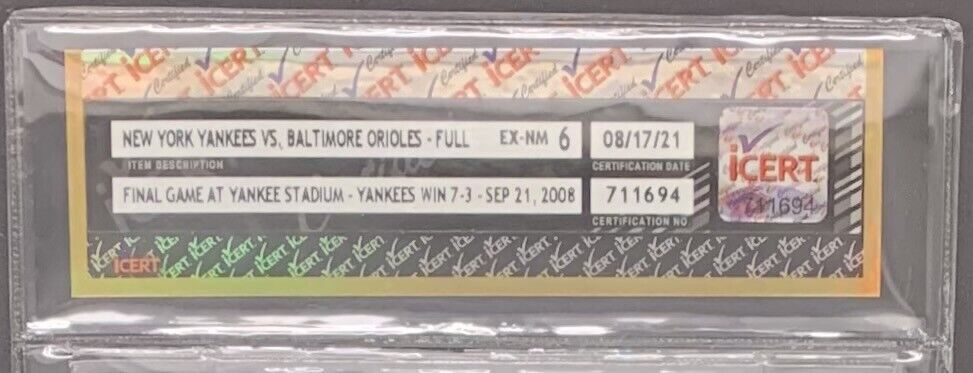 NEW YORK YANKEES VS. BALTIMORE ORIOLES - FULL EX-NM 6
08/17/21
ITEM DESCRIPTION
CERTIFICATION DATE
FINAL GAME AT YANKEE STADIUM - YANKEES WIN 7-3 - SEP 21, 2008
711694
CERTIFICATION NO
iCERT
711694
iCERT